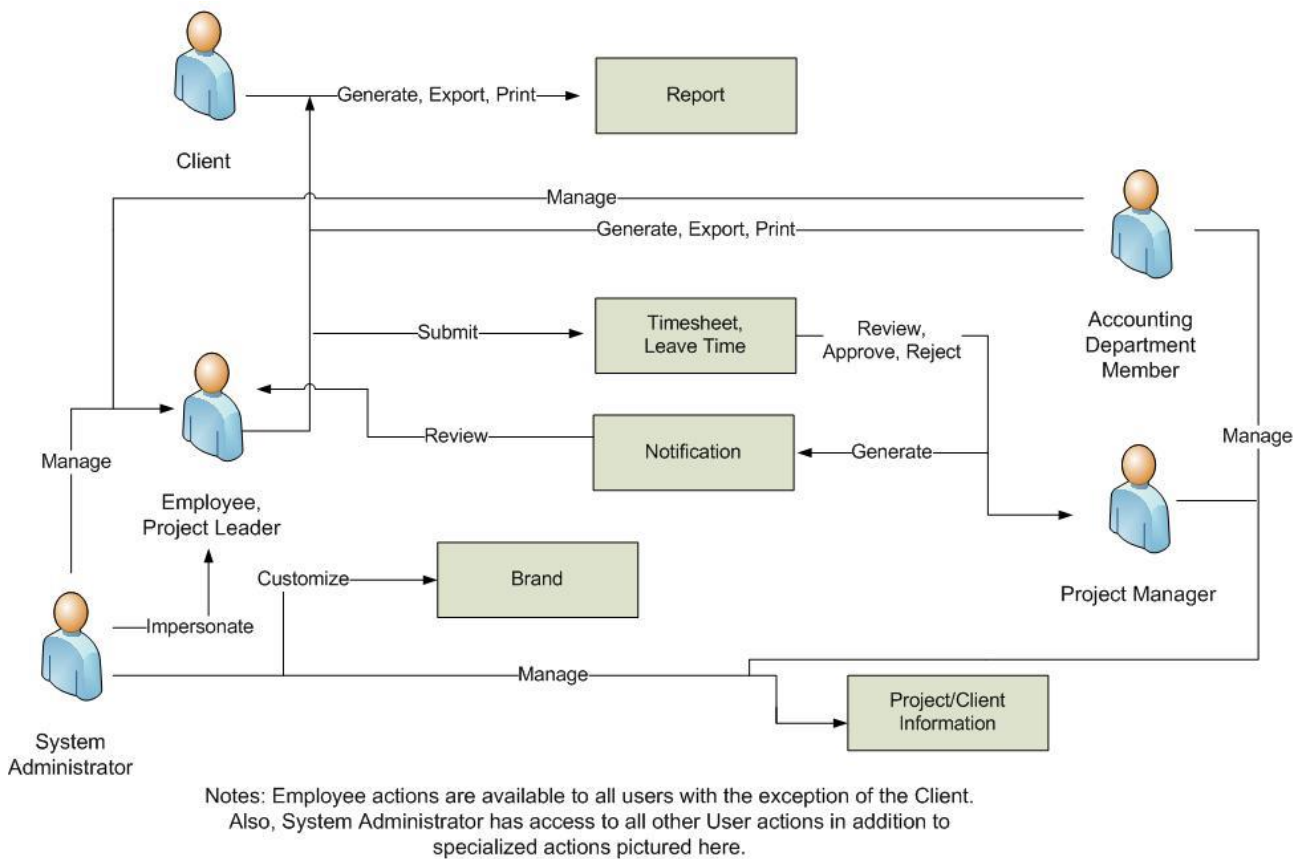 Generate, Export, Print
Report
Client
Manage
Generate, Export, Print
Accounting
Department
Member
Submit
Timesheet,
Leave Time
Review,
Approve, Reject
Review
Notification
Generate
Manage
Manage
Employee,
Project Leader
Customize
Brand
Project Manager
Impersonate
Manage
Project/Client
Information
System
Administrator
Notes: Employee actions are available to all users with the exception of the Client.
Also, System Administrator has access to all other User actions in addition to
specialized actions pictured here.